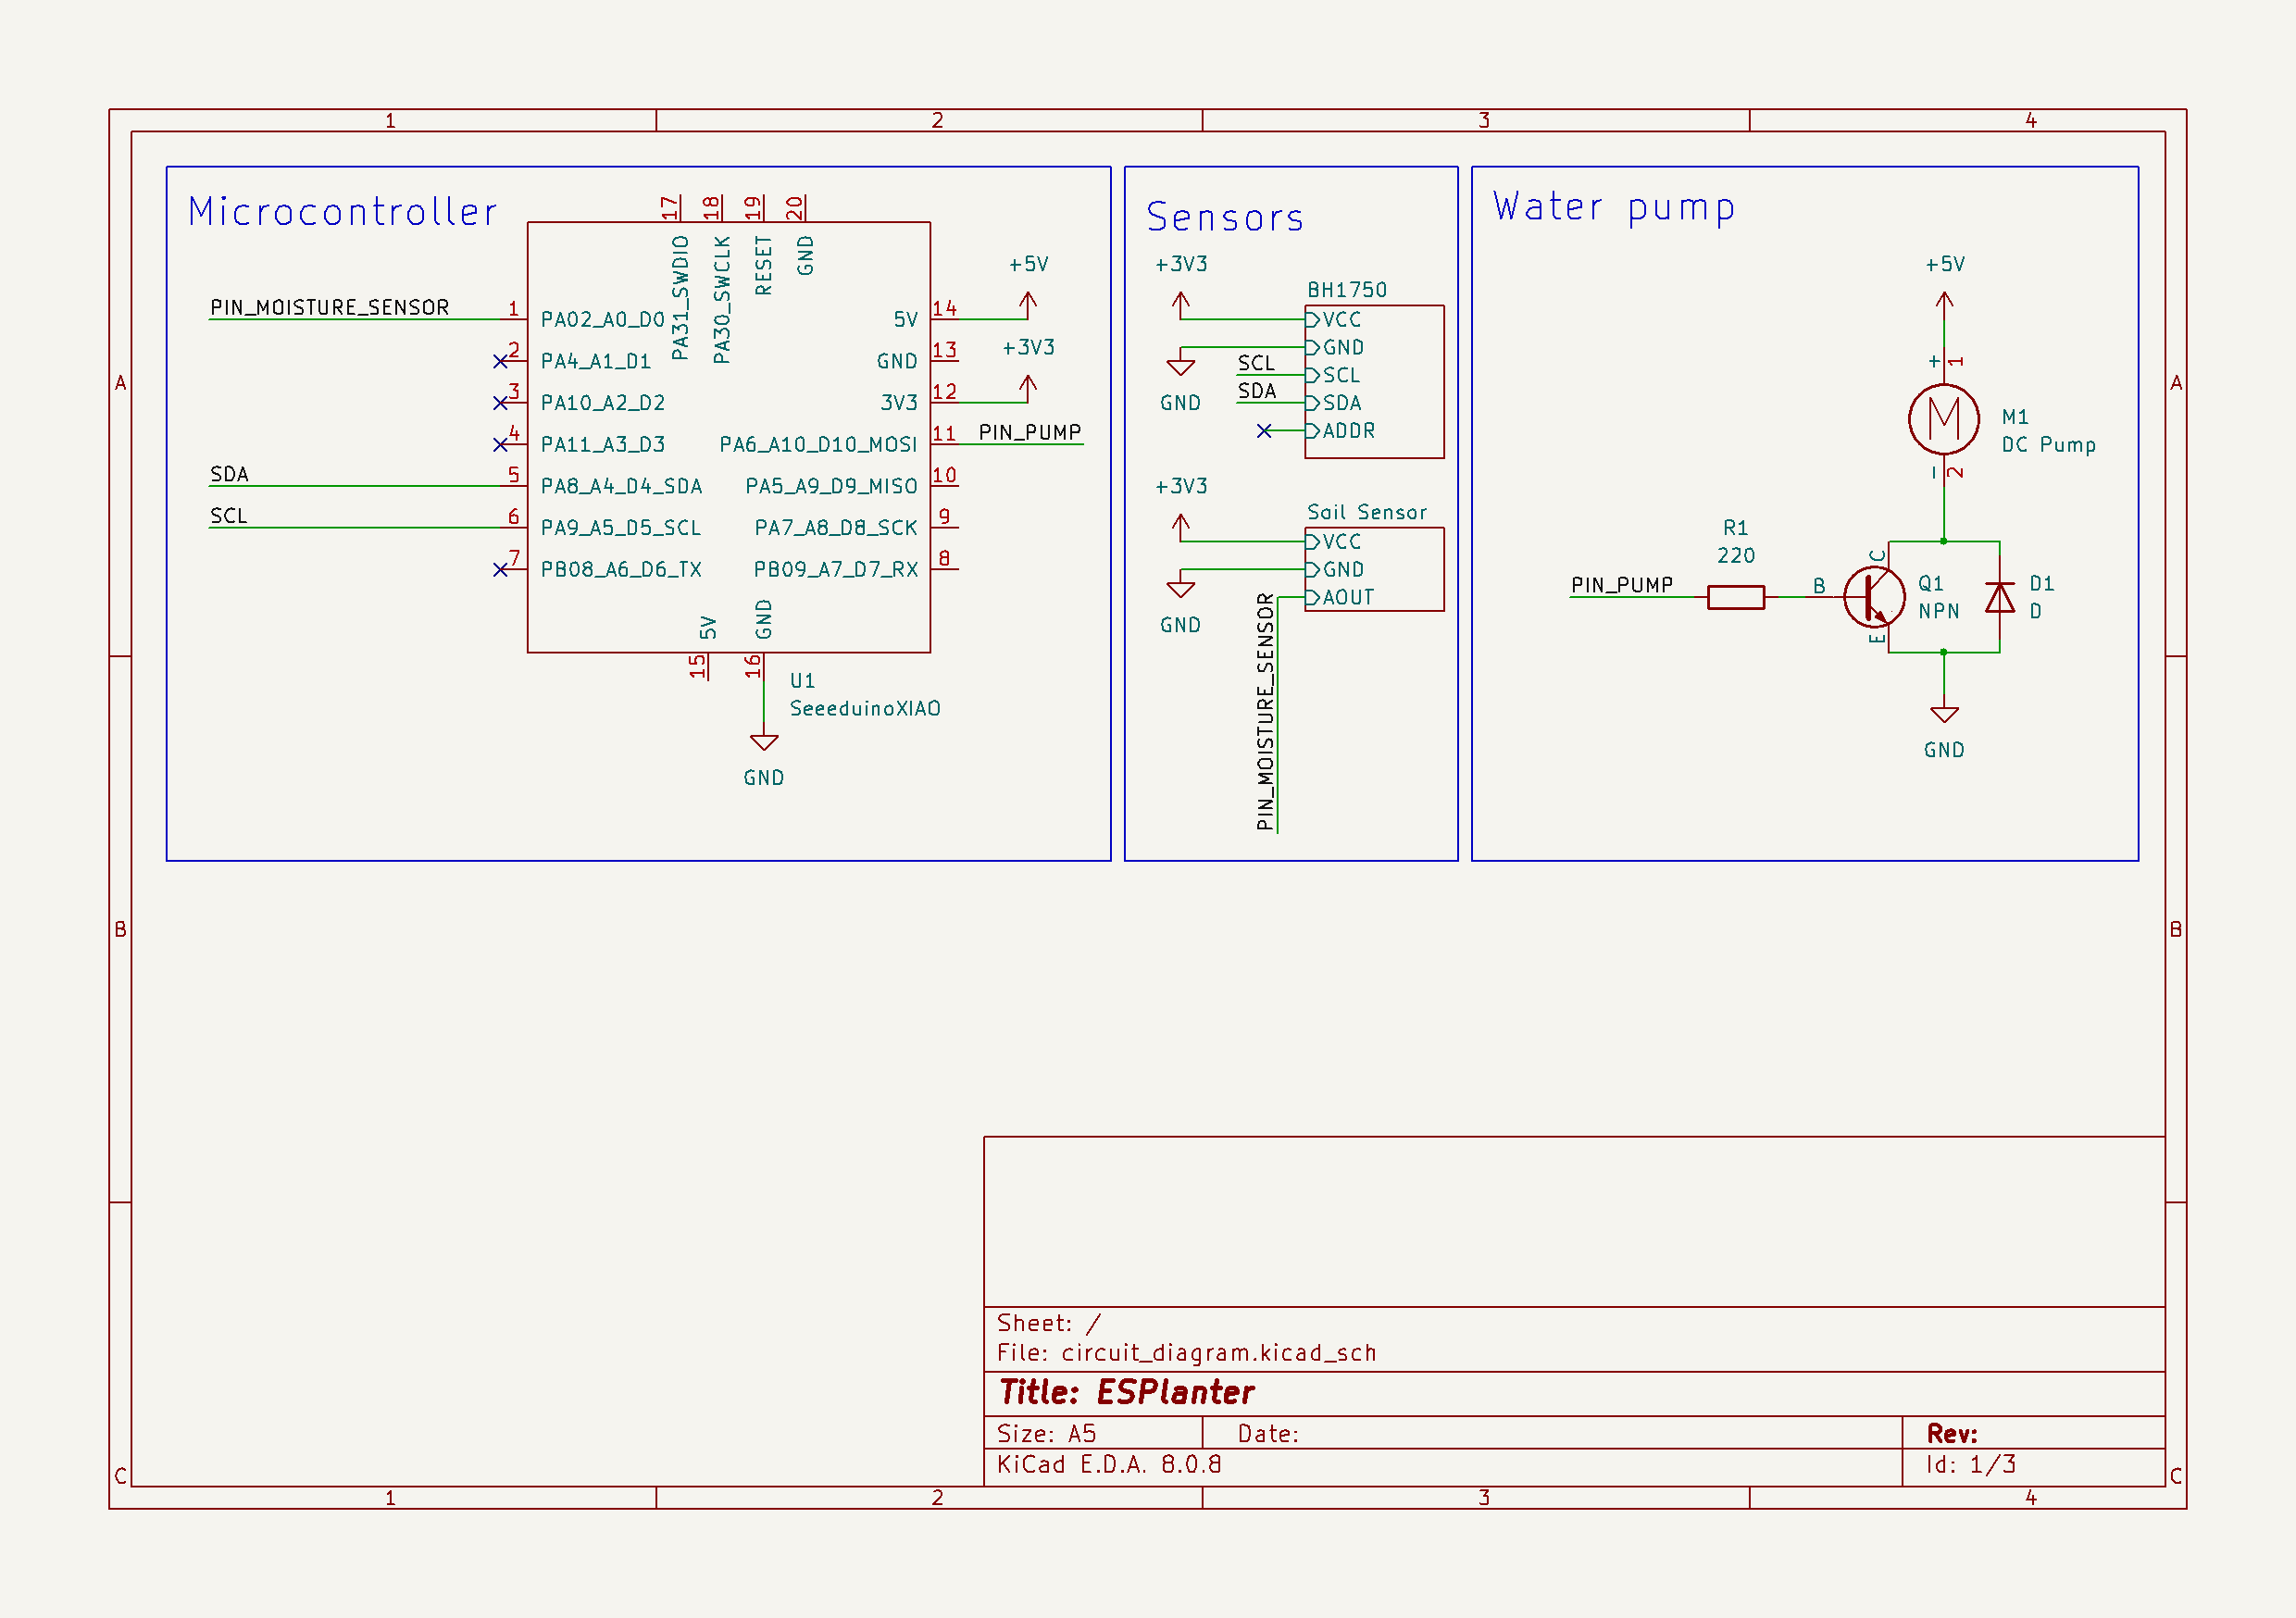 1 2 3 4
A A
B B
C C
1 2 3 4
Microcontroller
17 18 19 20
PA31_SWDIO
PA30_SWCLK
RESET
GND
PIN_MOISTURE_SENSOR
1 PA02_A0_D0
2 PA4_A1_D1
3 PA10_A2_D2
4 PA11_A3_D3
SDA
5 PA8_A4_D4_SDA
SCL
6 PA9_A5_D5_SCL
7 PB08_A6_D6_TX
5V 14
+5V
GND 13
+3V3
3V3 12
PA6_A10_D10_MOSI 11
PIN_PUMP
PA5_A9_D9_MISO 10
PA7_A8_D8_SCK 9
PB09_A7_D7_RX 8
5V
GND
15 16
U1
SeeeduinoXIAO
GND
Sensors
+3V3
BH1750
VCC
GND
SCL
SCL
SDA
SDA
GND
ADDR
+3V3
Soil Sensor
VCC
GND
AOUT
GND
PIN_MOISTURE_SENSOR
Water pump
+5V
+ 1
M
M1
DC Pump
- 2
R1
220
PIN_PUMP
B
C
E
Q1
NPN
D1
D
GND
Sheet: /
File: circuit_diagram.kicad_sch
Title: ESPlanter
Size: A5
Date:
Rev:
KiCad E.D.A. 8.0.8
Id: 1/3